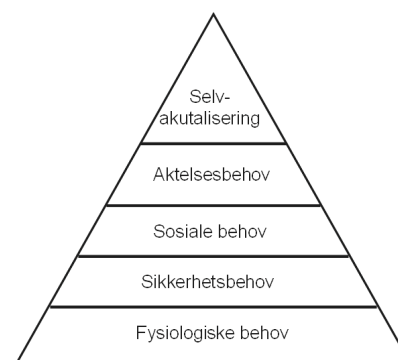 Selv-
akutalisering
Aktelsesbehov
Sosiale behov
Sikkerhetsbehov
Fysiologiske behov